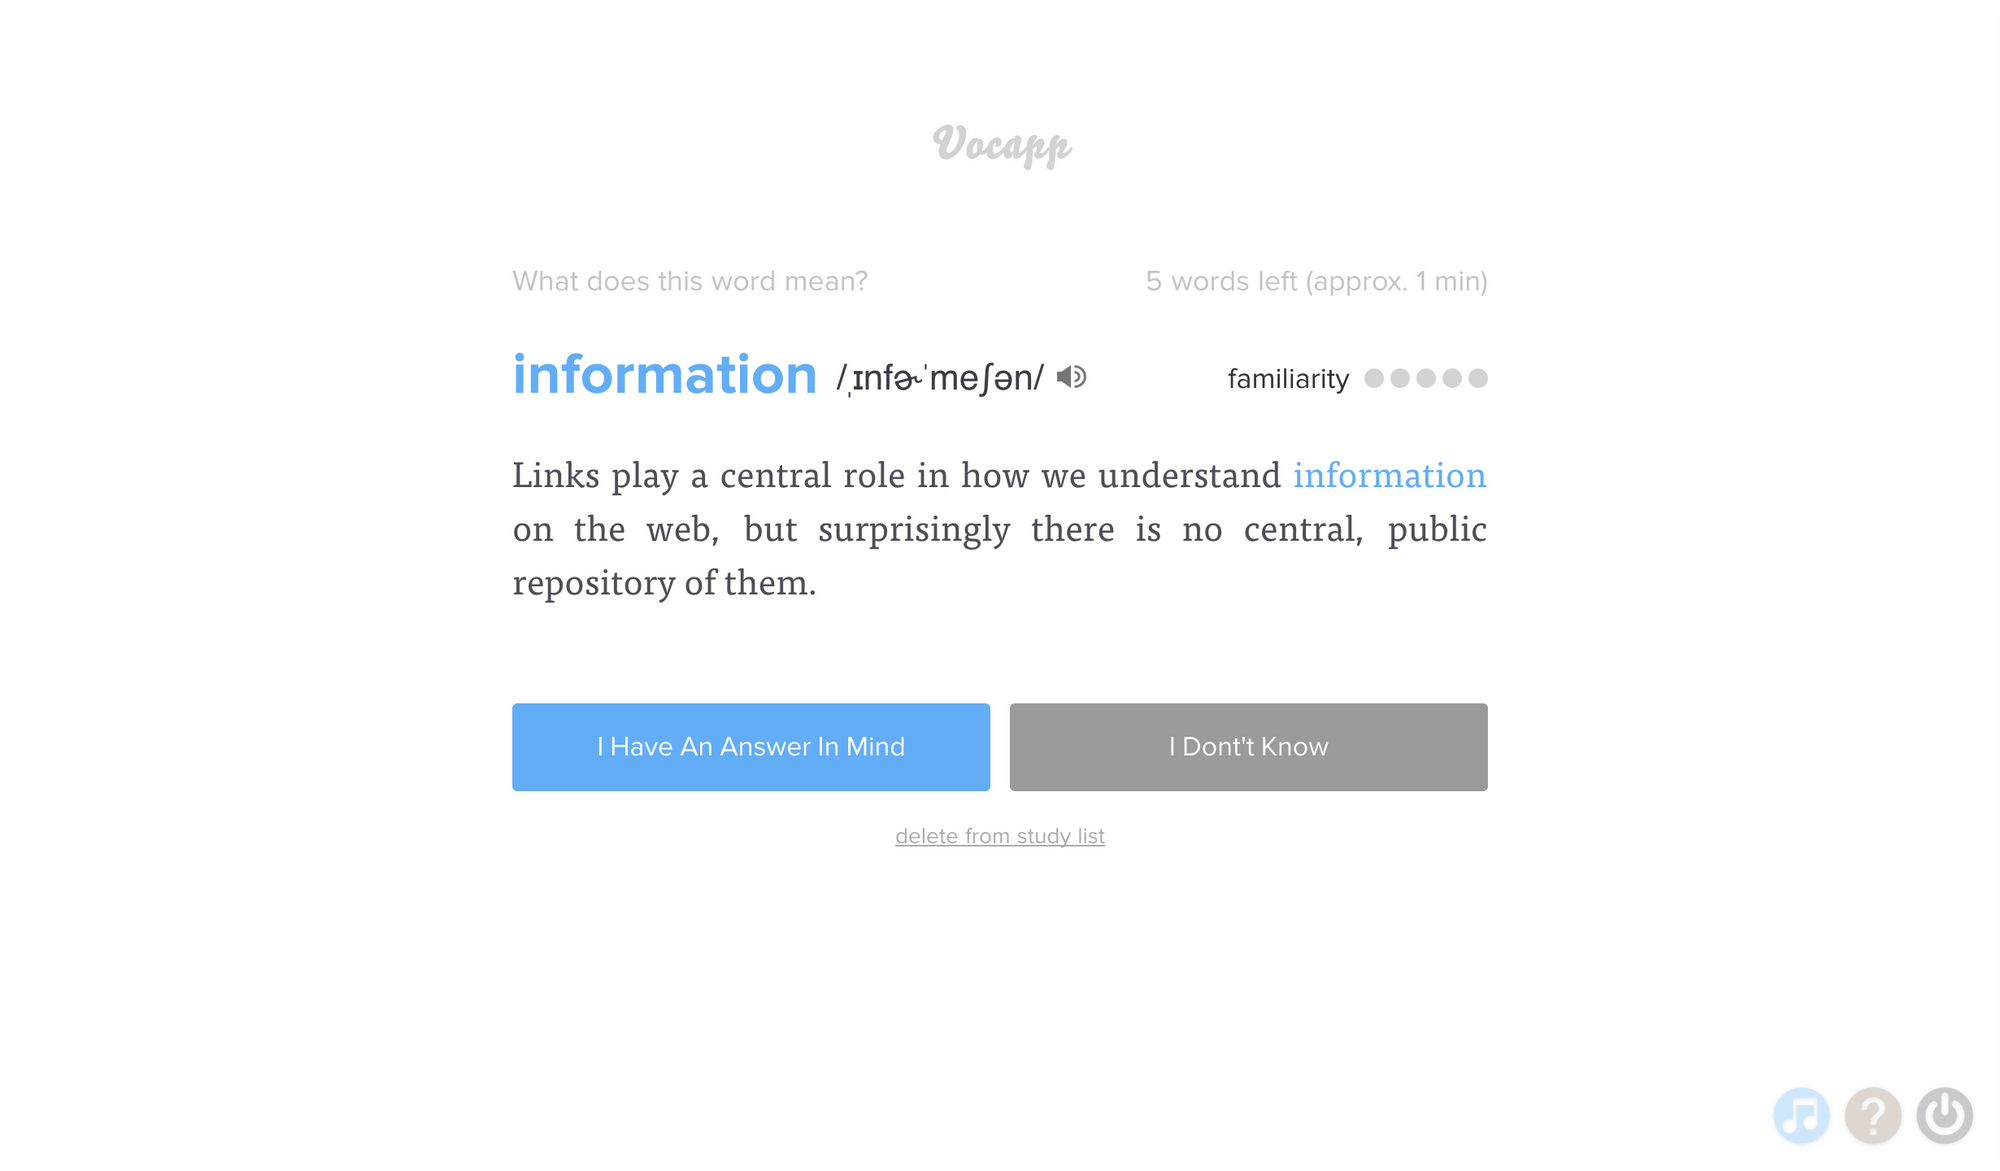 Vocapp
What does this word mean?
5 words left (approx. 1 min)
information /ˌɪnfɚˈmeʃən/
familiarity
Links play a central role in how we understand information
on the web, but surprisingly there is no central, public
repository of them.
I Have An Answer In Mind
I Dont't Know
delete from study list
?